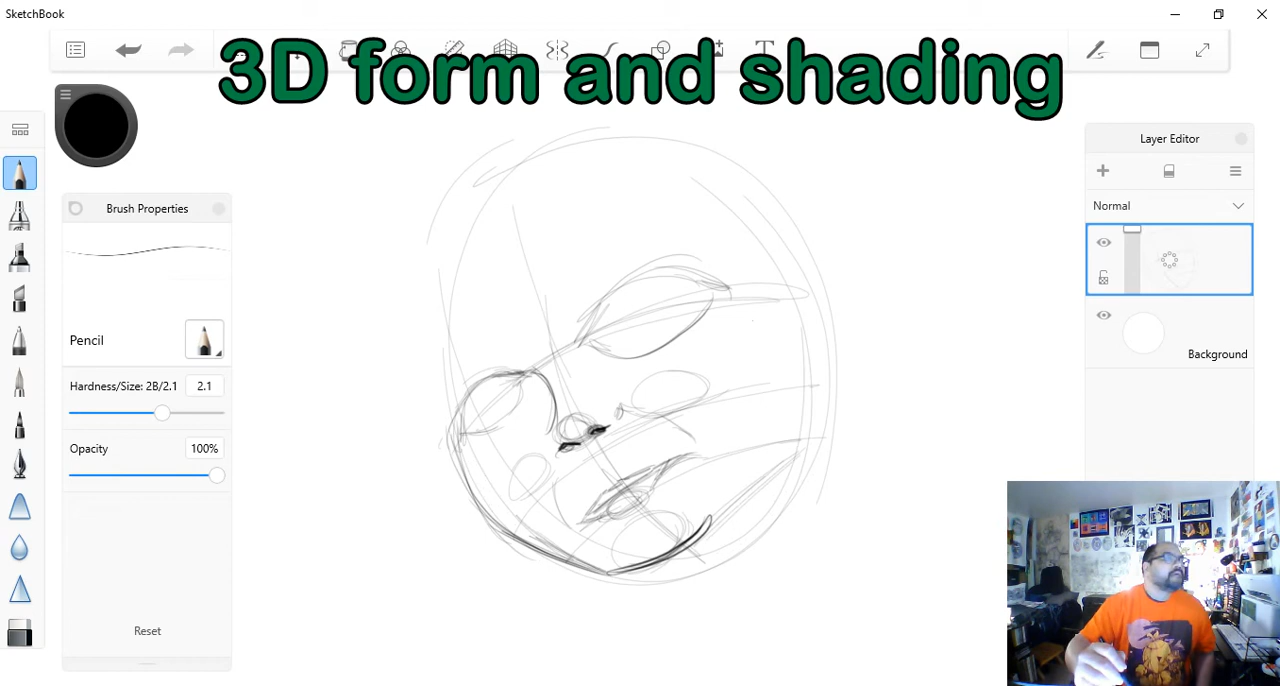 SketchBook
3D form and shading
Layer Editor
Brush Properties
Normal
Pencil
Background
Hardness/Size: 2B/2.1 2.1
Opacity 100%
Reset